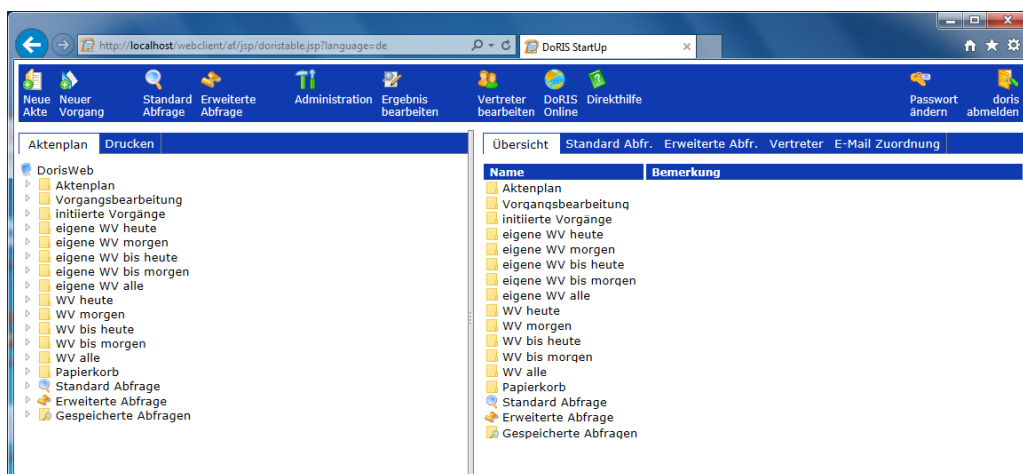 http://localhost/webclient/af/jsp/doristable.jsp?language=de
DoRIS StartUp
Neue Akte
Neuer Vorgang
Standard Abfrage
Erweiterte Abfrage
Administration
Ergebnis bearbeiten
Vertreter bearbeiten
DoRIS Online
Direkthilfe
Passwort ändern
doris abmelden
Aktenplan
Drucken
DorisWeb
Aktenplan
Vorgangsbearbeitung
initiierte Vorgänge
eigene WV heute
eigene WV morgen
eigene WV bis heute
eigene WV bis morgen
eigene WV alle
WV heute
WV morgen
WV bis heute
WV bis morgen
WV alle
Papierkorb
Standard Abfrage
Erweiterte Abfrage
Gespeicherte Abfragen
Übersicht
Standard Abfr.
Erweiterte Abfr.
Vertreter
E-Mail Zuordnung
Name
Bemerkung
Aktenplan
Vorgangsbearbeitung
initiierte Vorgänge
eigene WV heute
eigene WV morgen
eigene WV bis heute
eigene WV bis morgen
eigene WV alle
WV heute
WV morgen
WV bis heute
WV bis morgen
WV alle
Papierkorb
Standard Abfrage
Erweiterte Abfrage
Gespeicherte Abfragen